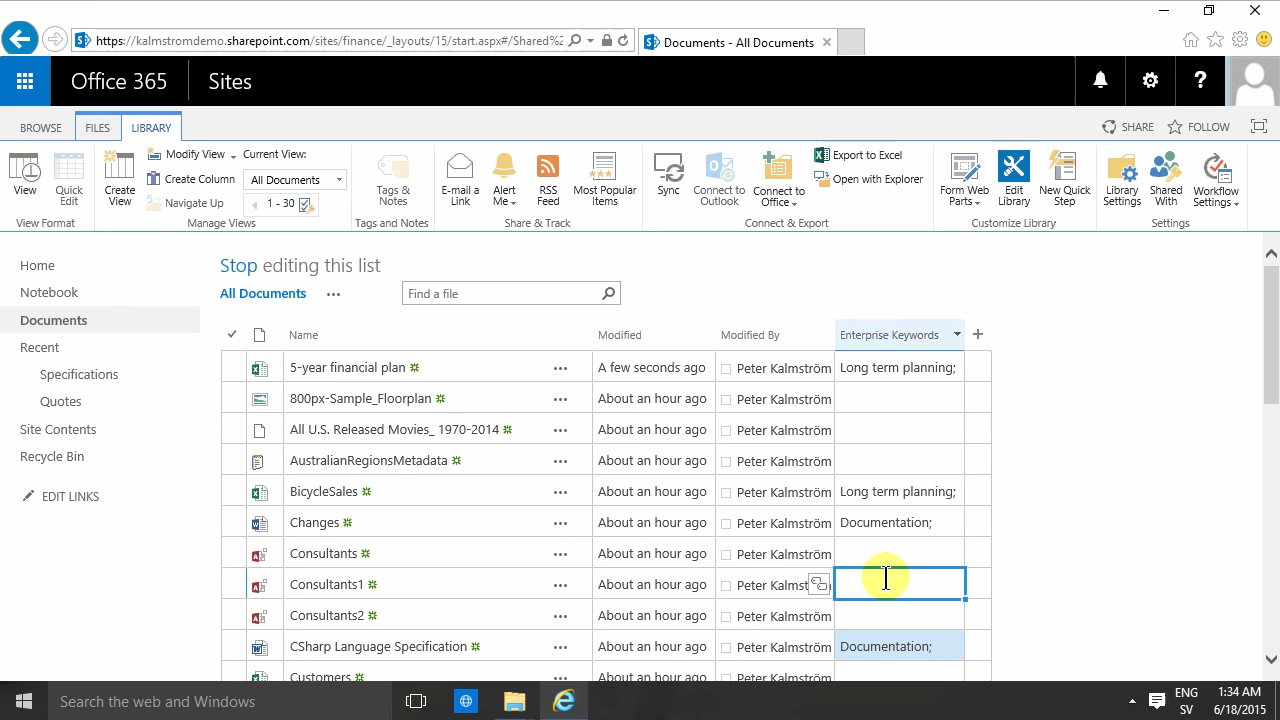 https://kalmstromdemo.sharepoint.com/sites/finance/_layouts/15/start.aspx#/Shared%2
Documents - All Documents
Office 365
Sites
?
BROWSE
FILES
LIBRARY
SHARE
FOLLOW
View
Quick Edit
View Format
Create View
Modify View
Create Column
Navigate Up
Current View:
All Documents
1 - 30
Manage Views
Tags & Notes
Tags and Notes
E-mail a Link
Alert Me
RSS Feed
Most Popular Items
Share & Track
Sync
Connect to Outlook
Connect to Office
Export to Excel
Open with Explorer
Connect & Export
Form Web Parts
Edit Library
New Quick Step
Customize Library
Library Settings
Shared With
Workflow Settings
Settings
Home
Notebook
Documents
Recent
Specifications
Quotes
Site Contents
Recycle Bin
EDIT LINKS
Stop editing this list
All Documents
Find a file
Name Modified Modified By Enterprise Keywords
5-year financial plan A few seconds ago Peter Kalmström Long term planning;
800px-Sample_Floorplan About an hour ago Peter Kalmström
All U.S. Released Movies_ 1970-2014 About an hour ago Peter Kalmström
AustralianRegionsMetadata About an hour ago Peter Kalmström
BicycleSales About an hour ago Peter Kalmström Long term planning;
Changes About an hour ago Peter Kalmström Documentation;
Consultants About an hour ago Peter Kalmström
Consultants1 About an hour ago Peter Kalmst
Consultants2 About an hour ago Peter Kalmström
CSharp Language Specification About an hour ago Peter Kalmström Documentation;
Customers About an hour ago Peter Kalmström
Search the web and Windows
ENG
SV
1:34 AM
6/18/2015